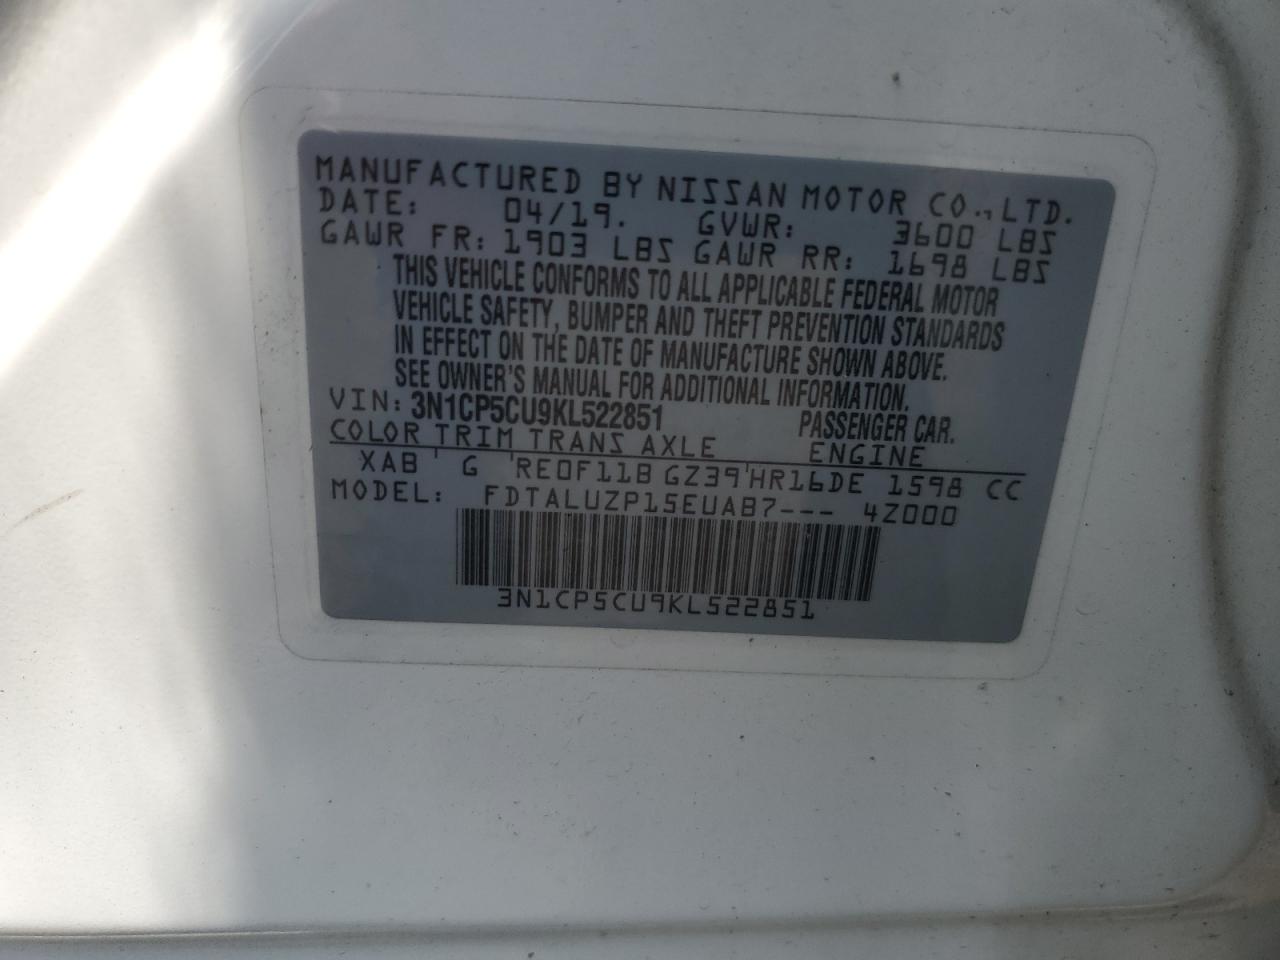 MANUFACTURED BY NISSAN MOTOR CO., LTD.
DATE: 04/19. GVWR: 3600 LBS
GAWR FR: 1903 LBS GAWR RR: 1698 LBS
THIS VEHICLE CONFORMS TO ALL APPLICABLE FEDERAL MOTOR
VEHICLE SAFETY, BUMPER AND THEFT PREVENTION STANDARDS
IN EFFECT ON THE DATE OF MANUFACTURE SHOWN ABOVE.
SEE OWNER'S MANUAL FOR ADDITIONAL INFORMATION.
VIN: 3N1CP5CU9KL522851 PASSENGER CAR.
COLOR TRIM TRANS AXLE ENGINE
XAB ' G 'RE0F11B GZ39'HR16DE 1598 CC
MODEL: FDTALUZP15EUAB7--- 4Z000
3N1CP5CU9KL522851